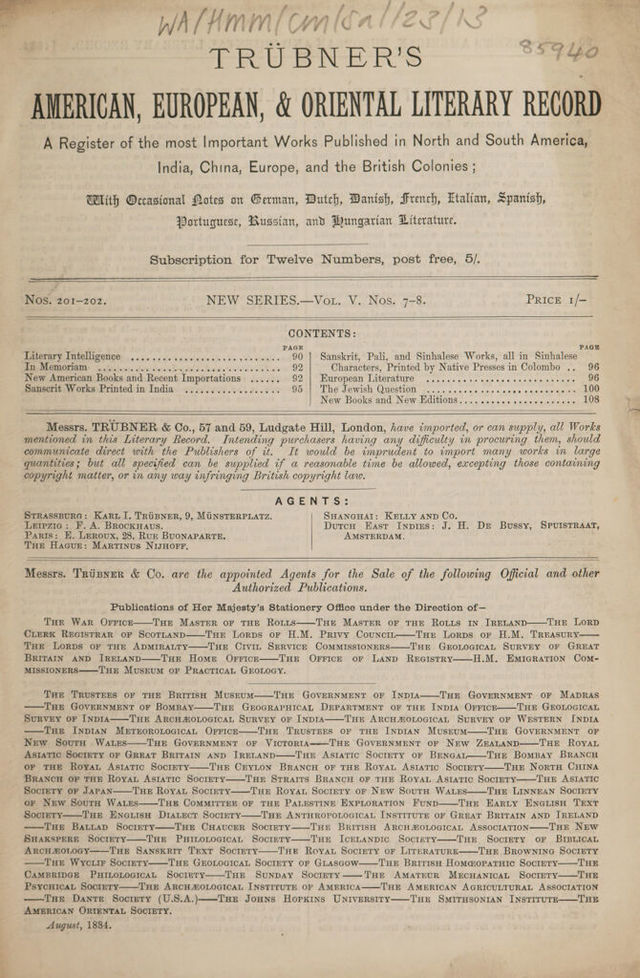 WA/Hmm/Cm/Sal/23/13
85940
TRÜBNER'S
AMERICAN, EUROPEAN, & ORIENTAL LITERARY RECORD
A Register of the most Important Works Published in North and South America,
India, China, Europe, and the British Colonies;
With Occasional Notes on German, Dutch, Danish, French, Italian, Spanish,
Portuguese, Russian, and Hungarian Literature.
Subscription for Twelve Numbers, post free, 5/.
Nos. 201–202. NEW SERIES.—Vol. V. Nos. 7–8. Price 1/–
CONTENTS:
PAGE
Literary Intelligence ........................... 90
In Memoriam ................................. 92
New American Books and Recent Importations ...... 92
Sanscrit Works Printed in India ................. 95
PAGE
Sanskrit, Pali, and Sinhalese Works, all in Sinhalese
Characters, Printed by Native Presses in Colombo .. 96
European Literature ........................... 96
The Jewish Question ........................... 100
New Books and New Editions..................... 108
Messrs. TRÜBNER & Co., 57 and 59, Ludgate Hill, London, have imported, or can supply, all Works
mentioned in this Literary Record. Intending purchasers having any difficulty in procuring them, should
communicate direct with the Publishers of it. It would be imprudent to import many works in large
quantities; but all specified can be supplied if a reasonable time be allowed, excepting those containing
copyright matter, or in any way infringing British copyright law.
AGENTS:
Strassburg: Karl I. Trübner, 9, Münsterplatz.
Leipzig: F. A. Brockhaus.
Paris: E. Leroux, 28, Rue Buonaparte.
The Hague: Martinus Nijhoff.
Shanghai: Kelly and Co.
Dutch East Indies: J. H. De Bussy, Spuistraat,
Amsterdam.
Messrs. Trübner & Co. are the appointed Agents for the Sale of the following Official and other
Authorized Publications.
Publications of Her Majesty's Stationery Office under the Direction of—
The War Office—The Master of the Rolls—The Master of the Rolls in Ireland—The Lord
Clerk Registrar of Scotland—The Lords of H.M. Privy Council—The Lords of H.M. Treasury—
The Lords of the Admiralty—The Civil Service Commissioners—The Geological Survey of Great
Britain and Ireland—The Home Office—The Office of Land Registry—H.M. Emigration Com-
missioners—The Museum of Practical Geology.
The Trustees of the British Museum—The Government of India—The Government of Madras
—The Government of Bombay—The Geographical Department of the India Office—The Geological
Survey of India—The Archæological Survey of India—The Archæological Survey of Western India
—The Indian Meteorological Office—The Trustees of the Indian Museum—The Government of
New South Wales—The Government of Victoria—The Government of New Zealand—The Royal
Asiatic Society of Great Britain and Ireland—The Asiatic Society of Bengal—The Bombay Branch
of the Royal Asiatic Society—The Ceylon Branch of the Royal Asiatic Society—The North China
Branch of the Royal Asiatic Society—The Straits Branch of the Royal Asiatic Society—The Asiatic
Society of Japan—The Royal Society—The Royal Society of New South Wales—The Linnean Society
of New South Wales—The Committee of the Palestine Exploration Fund—The Early English Text
Society—The English Dialect Society—The Anthropological Institute of Great Britain and Ireland
—The Ballad Society—The Chaucer Society—The British Archæological Association—The New
Shakspere Society—The Philological Society—The Icelandic Society—The Society of Biblical
Archæology—The Sanskrit Text Society—The Royal Society of Literature—The Browning Society
—The Wyclif Society—The Geological Society of Glasgow—The British Homœopathic Society—The
Cambridge Philological Society—The Sunday Society—The Amateur Mechanical Society—The
Psychical Society—The Archæological Institute of America—The American Agricultural Association
—The Dante Society (U.S.A.)—The Johns Hopkins University—The Smithsonian Institute—The
American Oriental Society.
August, 1884.